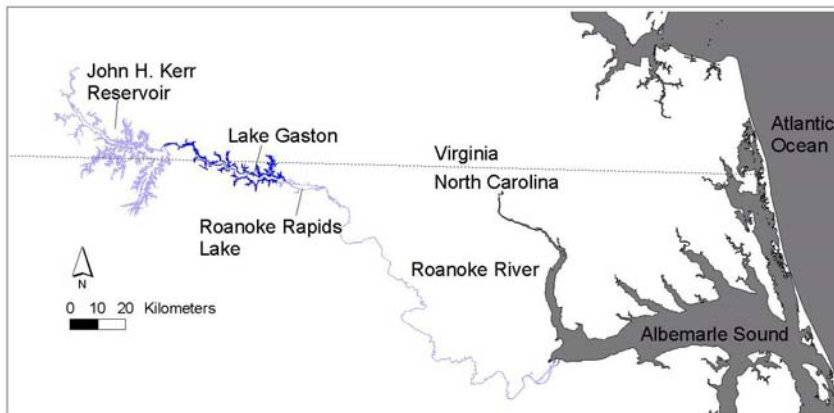 John H. Kerr
Reservoir
Lake Gaston
Virginia
North Carolina
Atlantic
Ocean
Roanoke Rapids
Lake
Roanoke River
N
0 10 20 Kilometers
Albemarle Sound